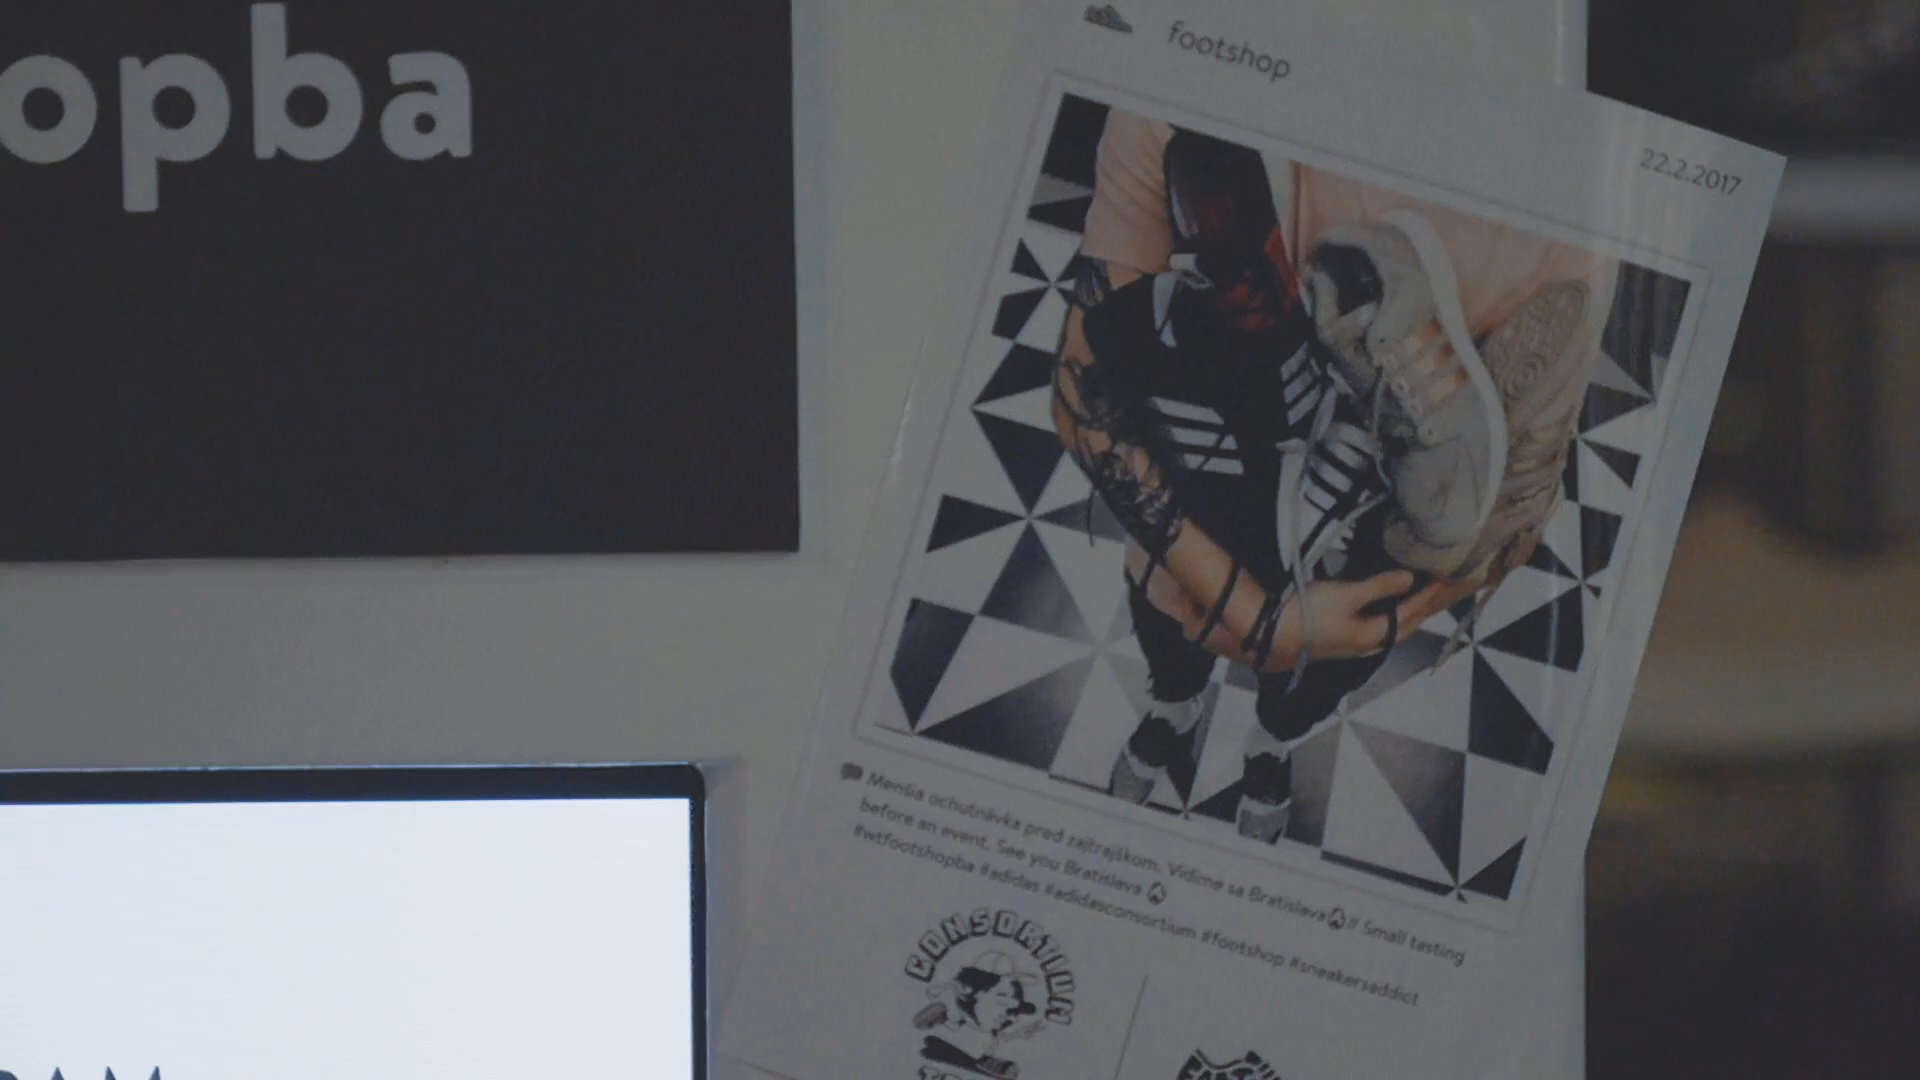 opba
footshop
22.2.2017
Menšia ochutnávka pred zajtrajškom. Vidíme sa Bratislava // Small testing
before an event. See you Bratislava
#wtfootshopba #adidas #adidasconsortium #footshop #sneakersaddict
CONSORTIUM